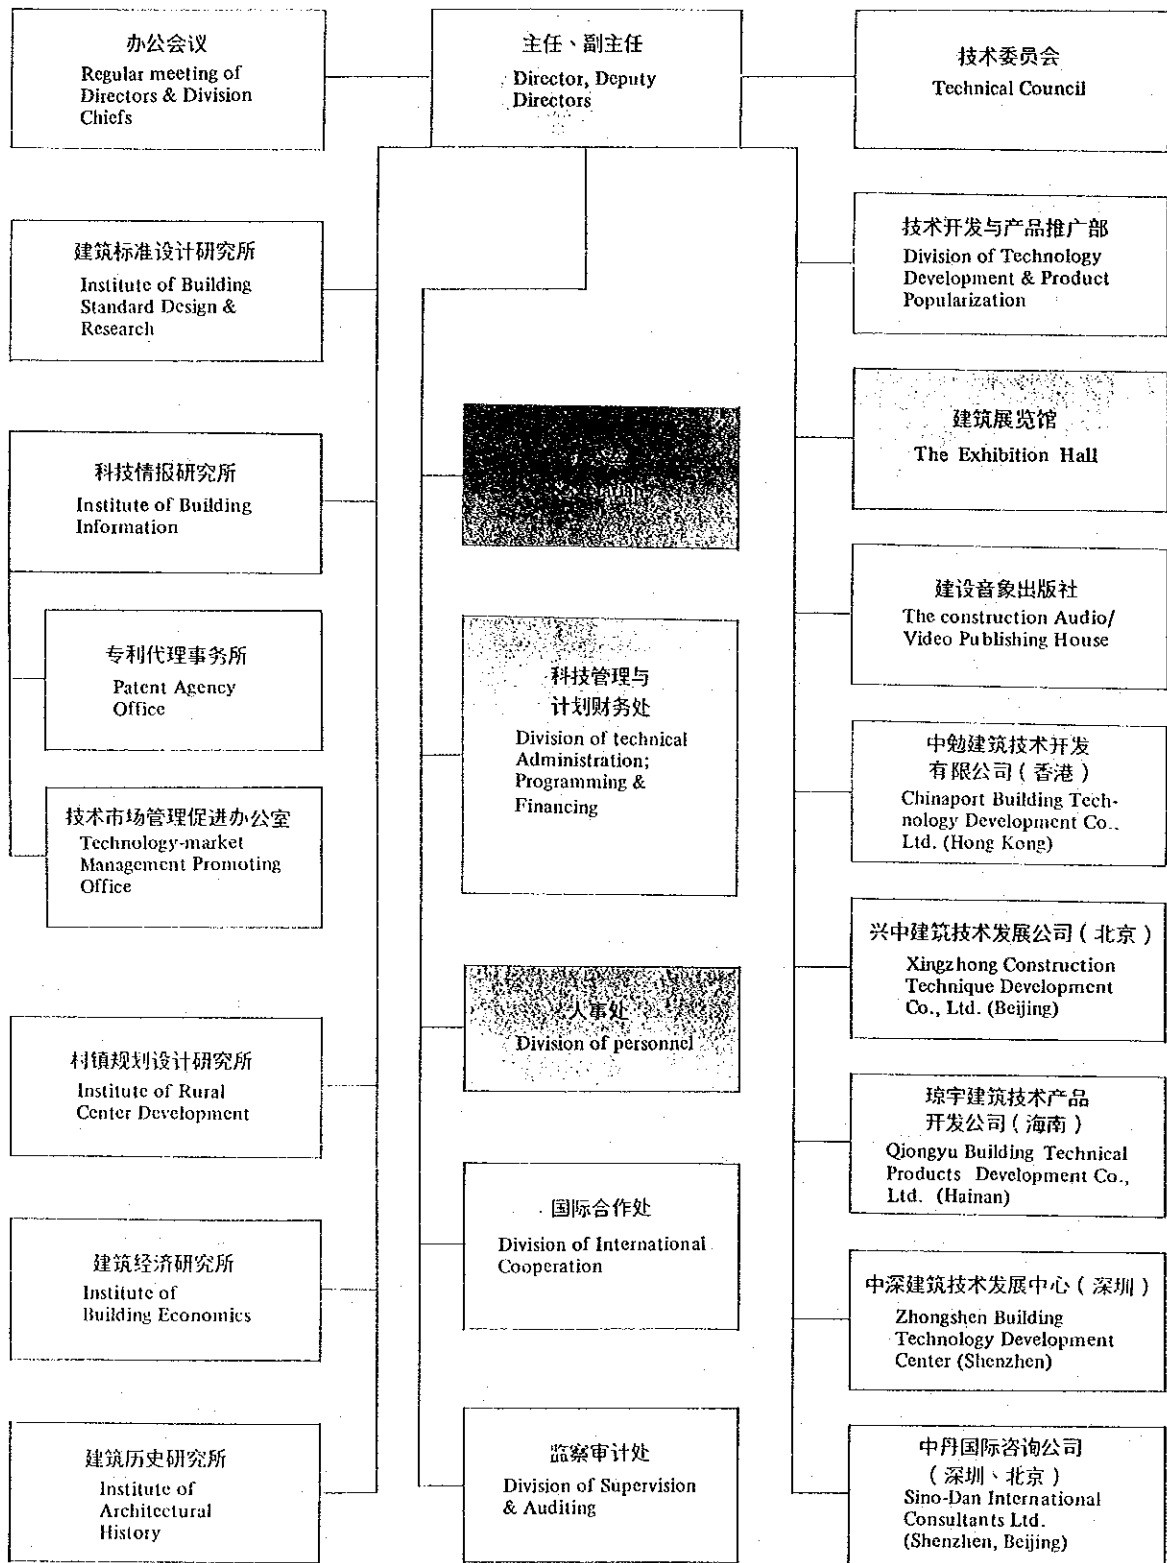 办公会议
Regular meeting of
Directors & Division
Chiefs
主任、副主任
Director, Deputy
Directors
技术委员会
Technical Council
建筑标准设计研究所
Institute of Building
Standard Design &
Research
科技情报研究所
Institute of Building
Information
专利代理事务所
Patent Agency
Office
技术市场管理促进办公室
Technology-market
Management Promoting
Office
村镇规划设计研究所
Institute of Rural
Center Development
建筑经济研究所
Institute of
Building Economics
建筑历史研究所
Institute of
Architectural
History
科技管理与
计划财务处
Division of technical
Administration;
Programming &
Financing
人事处
Division of personnel
国际合作处
Division of International
Cooperation
监察审计处
Division of Supervision
& Auditing
技术开发与产品推广部
Division of Technology
Development & Product
Popularization
建筑展览馆
The Exhibition Hall
建设音象出版社
The construction Audio/
Video Publishing House
中勉建筑技术开发
有限公司（香港）
Chinaport Building Tech-
nology Development Co.,
Ltd. (Hong Kong)
兴中建筑技术发展公司（北京）
Xingzhong Construction
Technique Development
Co., Ltd. (Beijing)
琼宇建筑技术产品
开发公司（海南）
Qiongyu Building Technical
Products Development Co.,
Ltd. (Hainan)
中深建筑技术发展中心（深圳）
Zhongshen Building
Technology Development
Center (Shenzhen)
中丹国际咨询公司
（深圳、北京）
Sino-Dan International
Consultants Ltd.
(Shenzhen, Beijing)